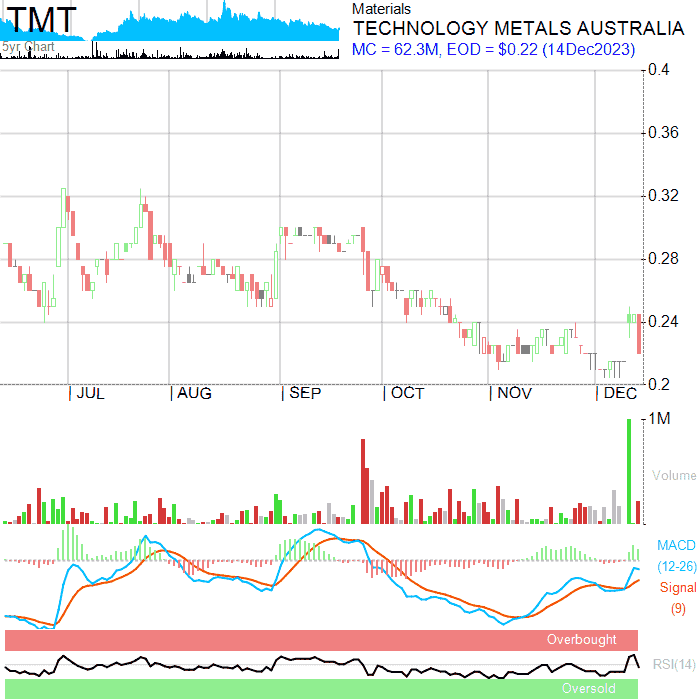 TMT
5yr Chart
Materials
TECHNOLOGY METALS AUSTRALIA
MC = 62.3M, EOD = $0.22 (14Dec2023)
0.4
0.36
0.32
0.28
0.24
0.2
JUL AUG SEP OCT NOV DEC
1M
Volume
MACD
(12-26)
Signal
(9)
Overbought
RSI(14)
Oversold